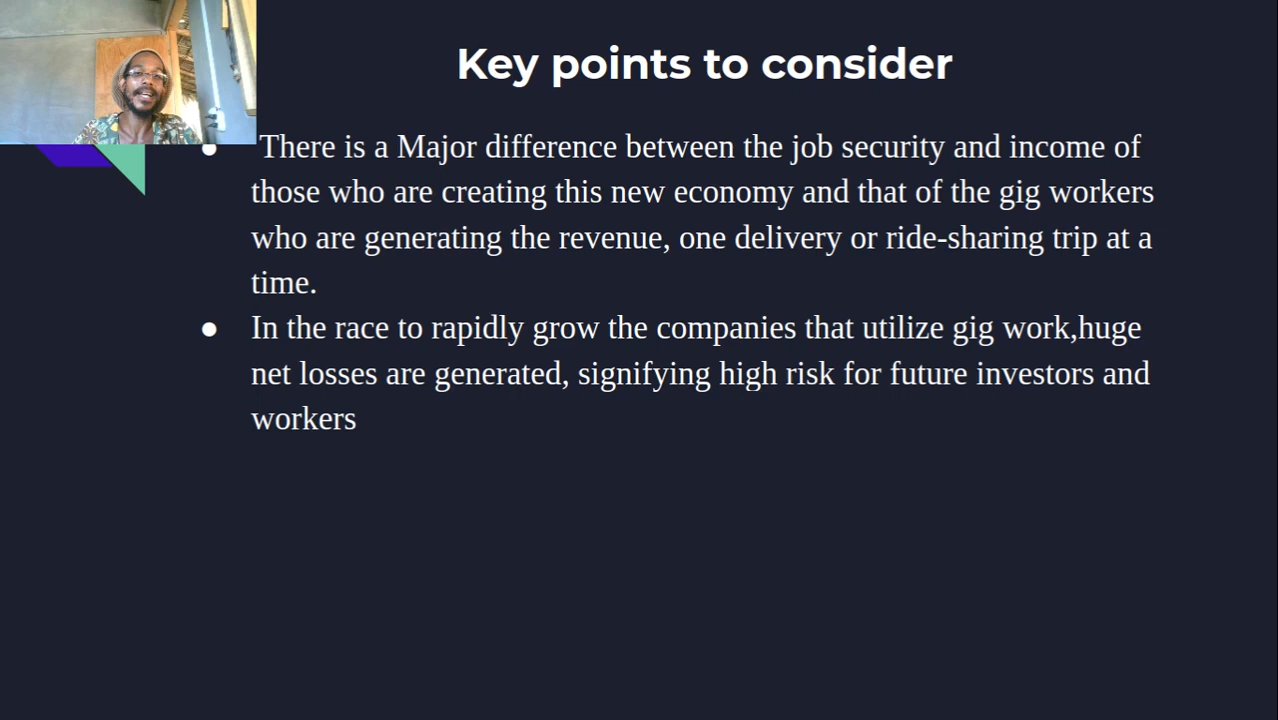 Key points to consider
● There is a Major difference between the job security and income of
those who are creating this new economy and that of the gig workers
who are generating the revenue, one delivery or ride-sharing trip at a
time.
● In the race to rapidly grow the companies that utilize gig work,huge
net losses are generated, signifying high risk for future investors and
workers